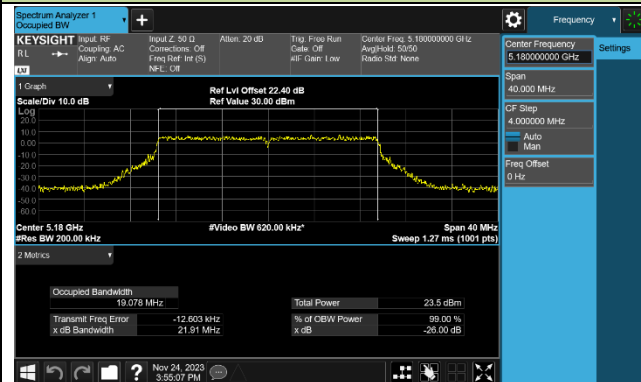 Spectrum Analyzer 1
Occupied BW
Frequency
KEYSIGHT
RL
LXI
Input: RF
Coupling: AC
Align: Auto
Input Z: 50 Ω
Corrections: Off
Freq Ref: Int (S)
NFE: Off
Atten: 20 dB
Trig: Free Run
Gate: Off
#IF Gain: Low
Center Freq: 5.180000000 GHz
Avg|Hold: 50/50
Radio Std: None
Center Frequency
5.180000000 GHz
Settings
Span
40.000 MHz
CF Step
4.000000 MHz
Auto
Man
Freq Offset
0 Hz
1 Graph
Scale/Div 10.0 dB
Ref Lvl Offset 22.40 dB
Ref Value 30.00 dBm
Log
20.0
10.0
0.00
-10.0
-20.0
-30.0
-40.0
-50.0
-60.0
Center 5.18 GHz
#Res BW 200.00 kHz
#Video BW 620.00 kHz*
Span 40 MHz
Sweep 1.27 ms (1001 pts)
2 Metrics
Occupied Bandwidth
19.078 MHz
Transmit Freq Error -12.603 kHz
x dB Bandwidth 21.91 MHz
Total Power 23.5 dBm
% of OBW Power 99.00 %
x dB -26.00 dB
Nov 24, 2023
3:55:07 PM